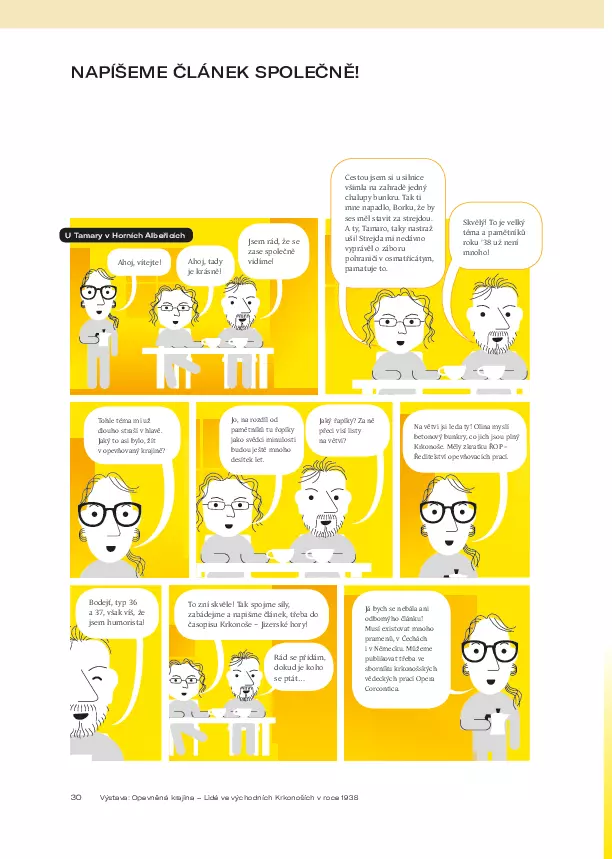 NAPÍŠEME ČLÁNEK SPOLEČNĚ!
U Tamary v Horních Albeřicích
Ahoj, vítejte!
Ahoj, tady
je krásně!
Jsem rád, že se
zase společně
vidíme!
Cestou jsem si u silnice
všimla na zahradě jedný
chalupy bunkru. Tak ti
mne napadlo, Borku, že by
ses měl stavit za strejdou.
A ty, Tamaro, taky nastraž
uši! Strejda mi nedávno
vyprávěl o záboru
pohraničí v osmatřicátým,
pamatuje to.
Skvělý! To je velký
téma a pamětníků
roku ’38 už není
mnoho!
Tohle téma mi už
dlouho straší v hlavě.
Jaký to asi bylo, žít
v opevňovaný krajině?
Jo, na rozdíl od
pamětníků tu řopíky
jako svědci minulosti
budou ještě mnoho
desítek let.
Jaký řapíky? Za ně
přeci visí listy
na větvi?
Na větvi jsi leda ty! Olina myslí
betonový bunkry, co jich jsou plný
Krkonoše. Měly zkratku ŘOP –
Ředitelství opevňovacích prací.
Bodejť, typ 36
a 37, však víš, že
jsem humorista!
To zní skvěle! Tak spojme síly,
zabádejme a napišme článek, třeba do
časopisu Krkonoše – Jizerské hory!
Rád se přidám,
dokud je koho
se ptát…
Já bych se nebála ani
odbornýho článku!
Musí existovat mnoho
pramenů, v Čechách
i v Německu. Můžeme
publikovat třeba ve
sborníku krkonošských
vědeckých prací Opera
Corcontica.
30 Výstava: Opevněná krajina – Lidé ve východních Krkonoších v roce 1938